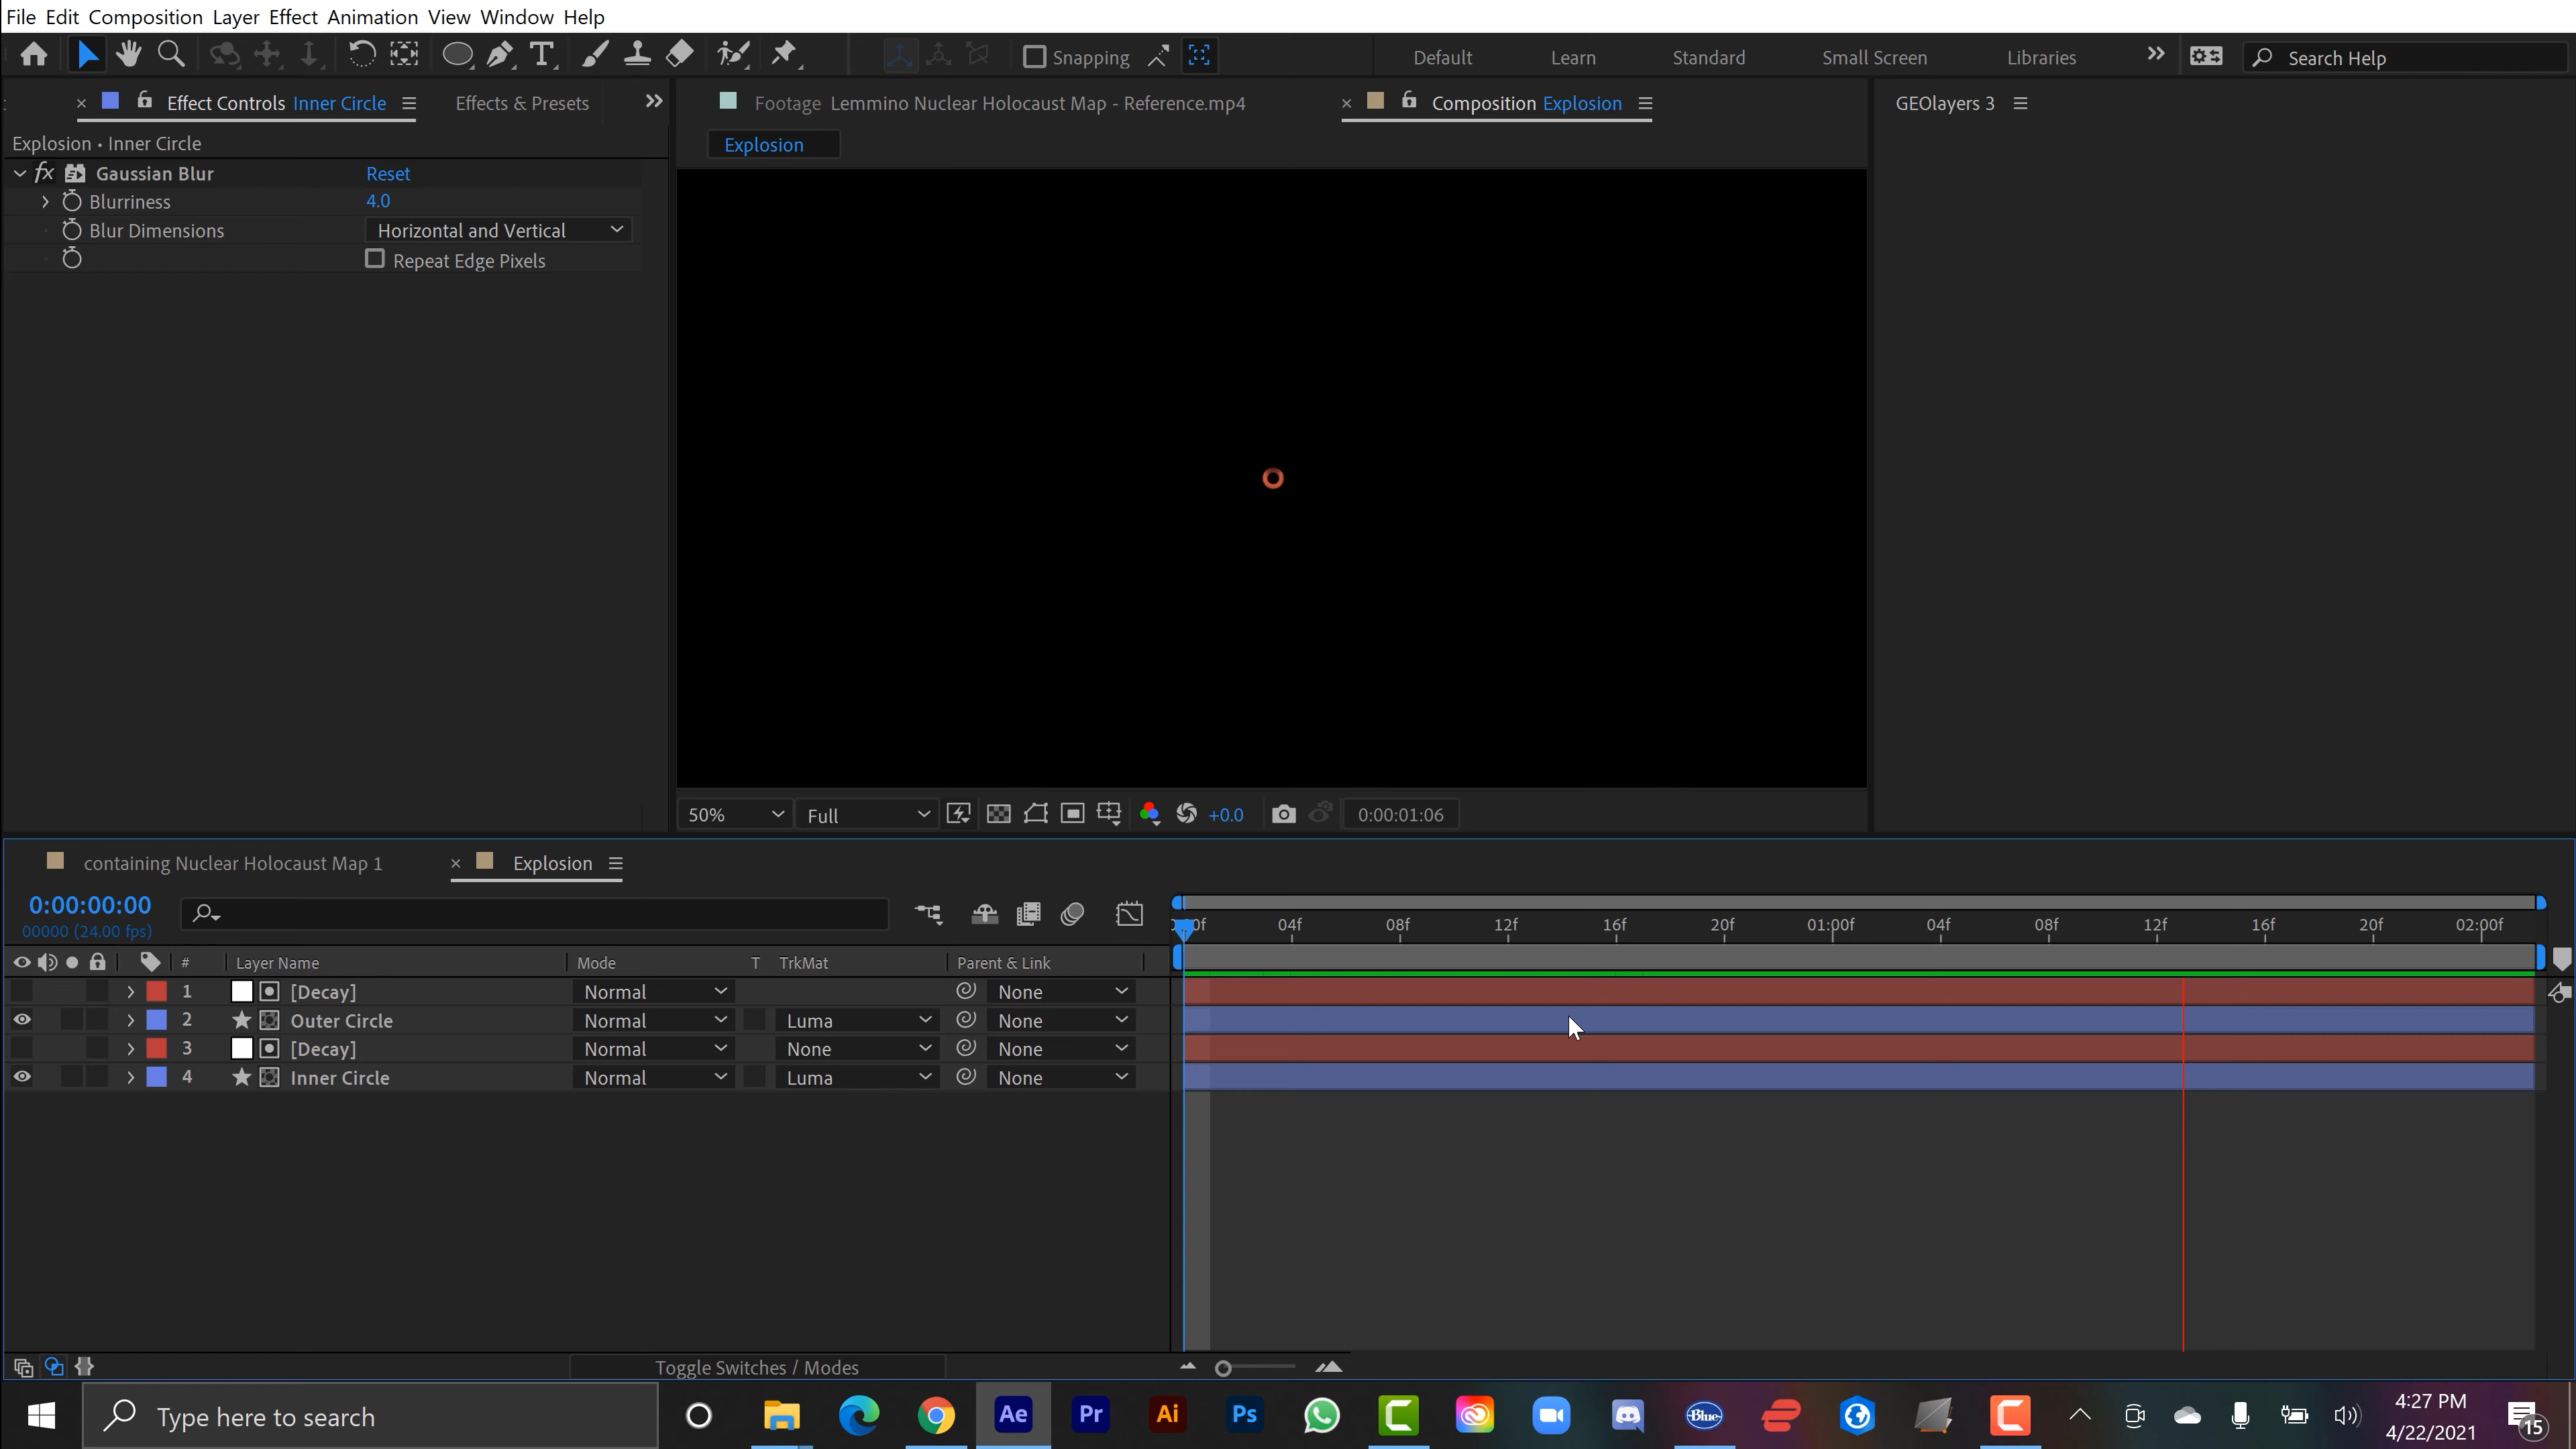 File Edit Composition Layer Effect Animation View Window Help
Snapping
Default Learn Standard Small Screen Libraries
Search Help
Effect Controls Inner Circle
Effects & Presets
Footage Lemmino Nuclear Holocaust Map - Reference.mp4
Composition Explosion
GEOlayers 3
Explosion • Inner Circle
Explosion
fx Gaussian Blur Reset
Blurriness 4.0
Blur Dimensions Horizontal and Vertical
Repeat Edge Pixels
50% Full +0.0 0:00:01:06
containing Nuclear Holocaust Map 1
Explosion
0:00:00:00
00000 (24.00 fps)
04f 08f 12f 16f 20f 01:00f 04f 08f 12f 16f 20f 02:00f
# Layer Name Mode T TrkMat Parent & Link
1 [Decay] Normal None
2 Outer Circle Normal Luma None
3 [Decay] Normal None None
4 Inner Circle Normal Luma None
Toggle Switches / Modes
Type here to search
Ae Pr Ai Ps Blue
4:27 PM
4/22/2021
15